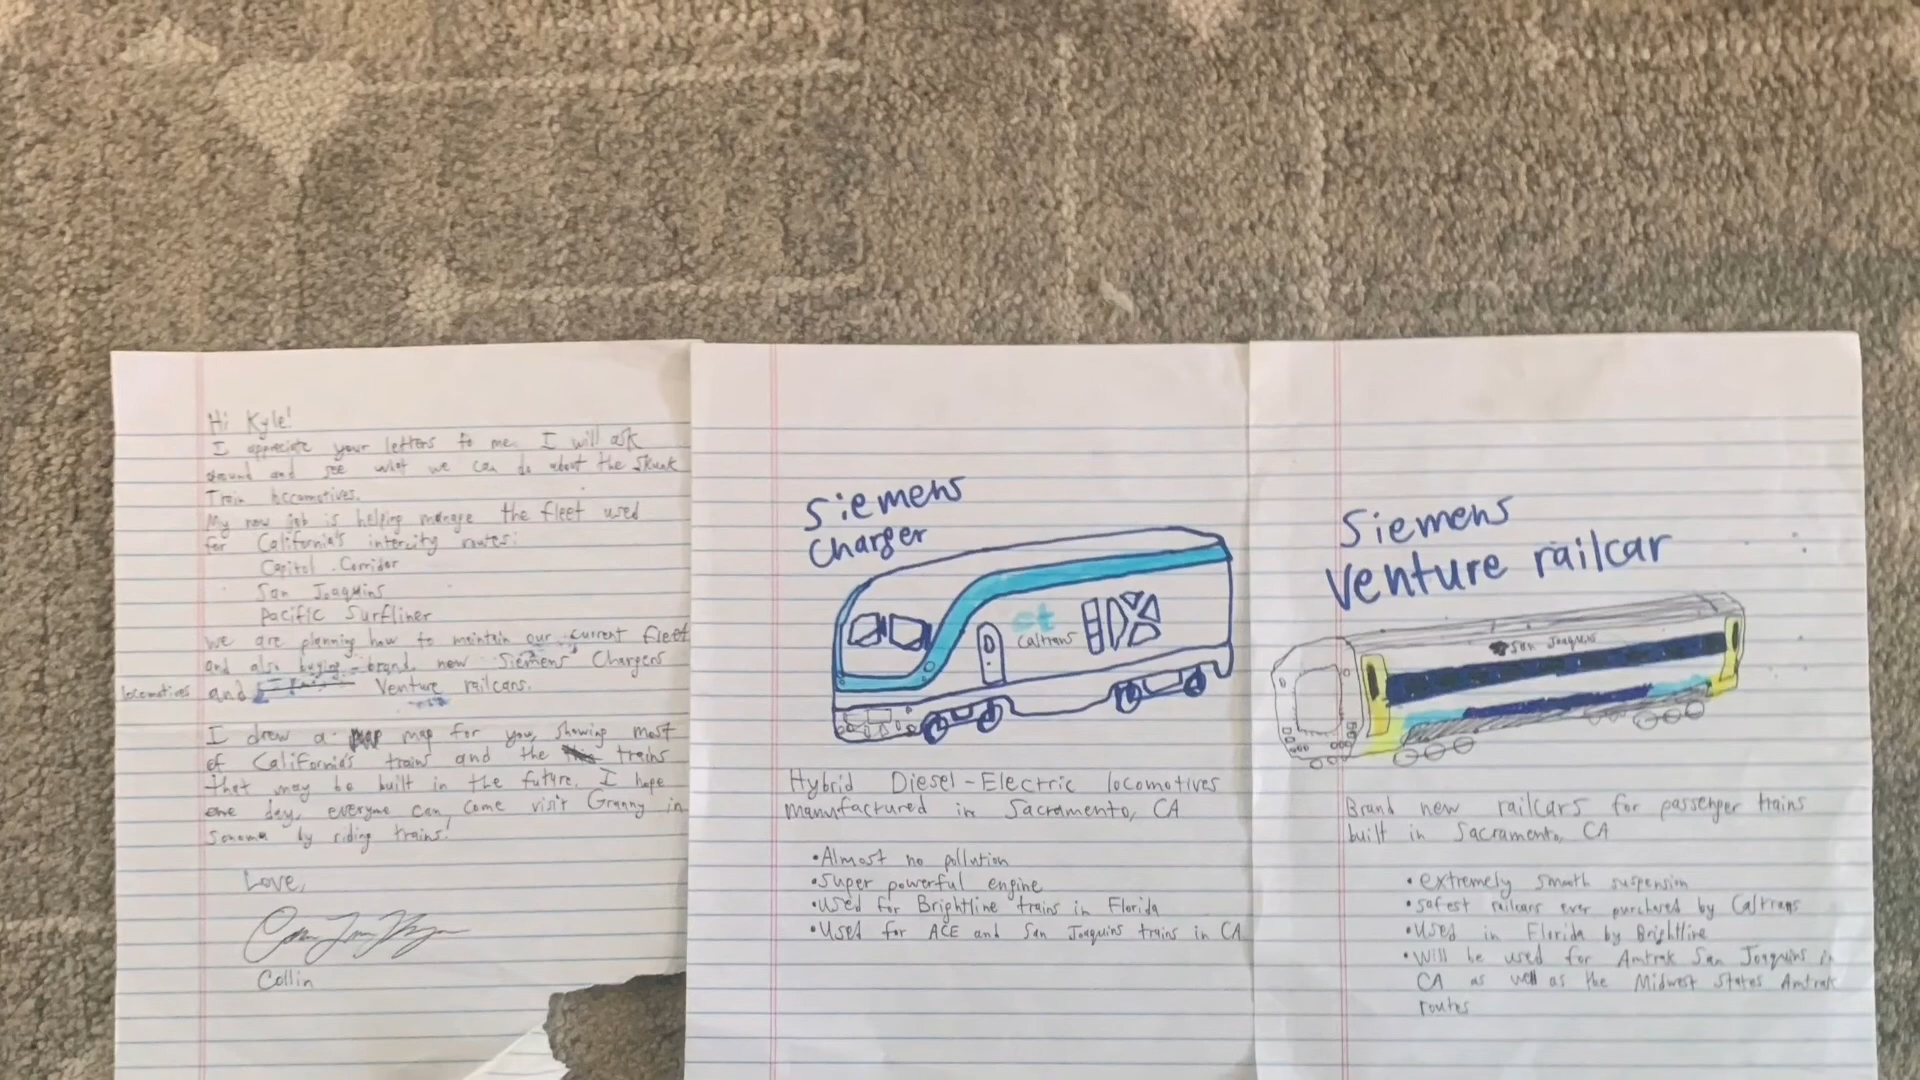 Hi Kyle!
I appreciate your letters to me. I will ask
around and see what we can do about the Skunk
Train locomotives.
My new job is helping manage the fleet used
for California's intercity routes:
Capitol Corridor
San Joaquins
Pacific Surfliner
We are planning how to maintain our current fleet
and also buying brand new Siemens Chargers
locomotives and Venture railcars.
I drew a map for you, showing most
of California's trains and the trains
that may be built in the future. I hope
one day, everyone can come visit Granny in
Sonoma by riding trains!
Love,
Collin
Siemens
Charger
ct
Caltrans
Hybrid Diesel-Electric locomotives
manufactured in Sacramento, CA
•Almost no pollution
•Super powerful engine
•Used for Brightline trains in Florida
•Used for ACE and San Joaquins trains in CA
Siemens
Venture railcar
San Joaquins
Brand new railcars for passenger trains
built in Sacramento, CA
•extremely smooth suspension
•safest railcars ever purchased by Caltrans
•Used in Florida by Brightline
•Will be used for Amtrak San Joaquins in
CA as well as the Midwest States Amtrak
routes